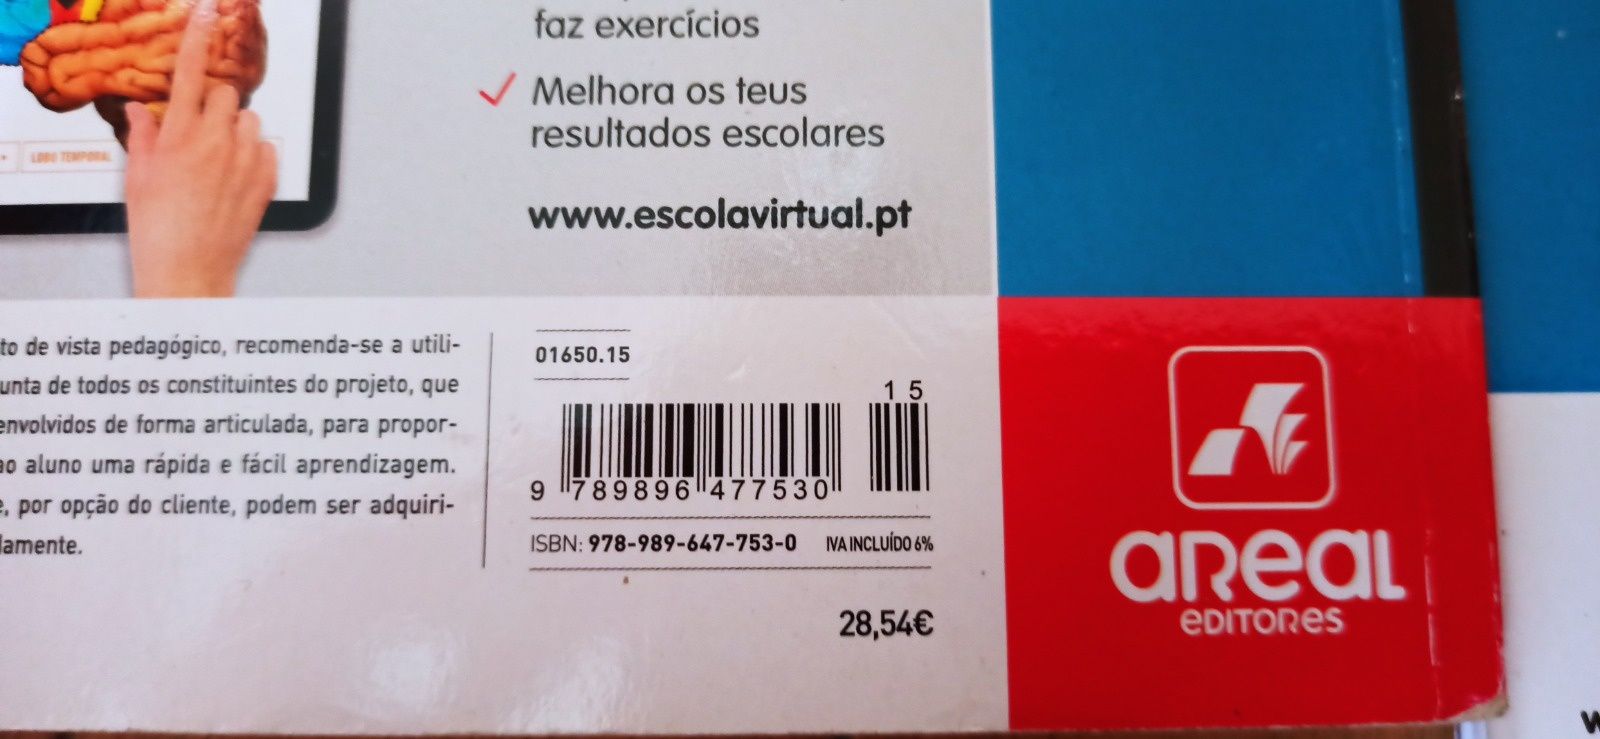 faz exercícios
Melhora os teus
resultados escolares
LOBO TEMPORAL
www.escolavirtual.pt
to de vista pedagógico, recomenda-se a utili-
unta de todos os constituintes do projeto, que
envolvidos de forma articulada, para propor-
ao aluno uma rápida e fácil aprendizagem.
e, por opção do cliente, podem ser adquiri-
damente.
01650.15
15
9 789896 477530
ISBN: 978-989-647-753-0 IVA INCLUÍDO 6%
28,54€
aReaL
eDITORes